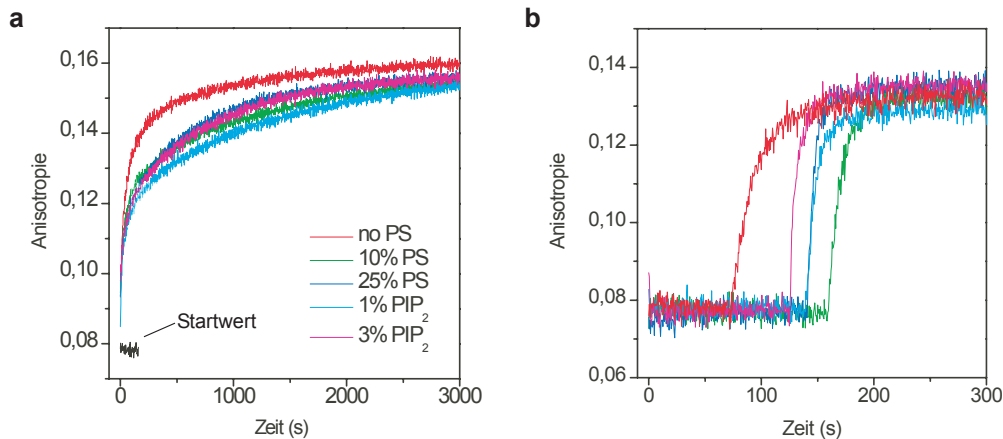 a
Anisotropie
0,16
0,14
0,12
0,10
0,08
no PS
10% PS
25% PS
1% PIP2
3% PIP2
Startwert
0
1000
2000
3000
Zeit (s)
b
Anisotropie
0,14
0,12
0,10
0,08
0,06
0
100
200
300
Zeit (s)